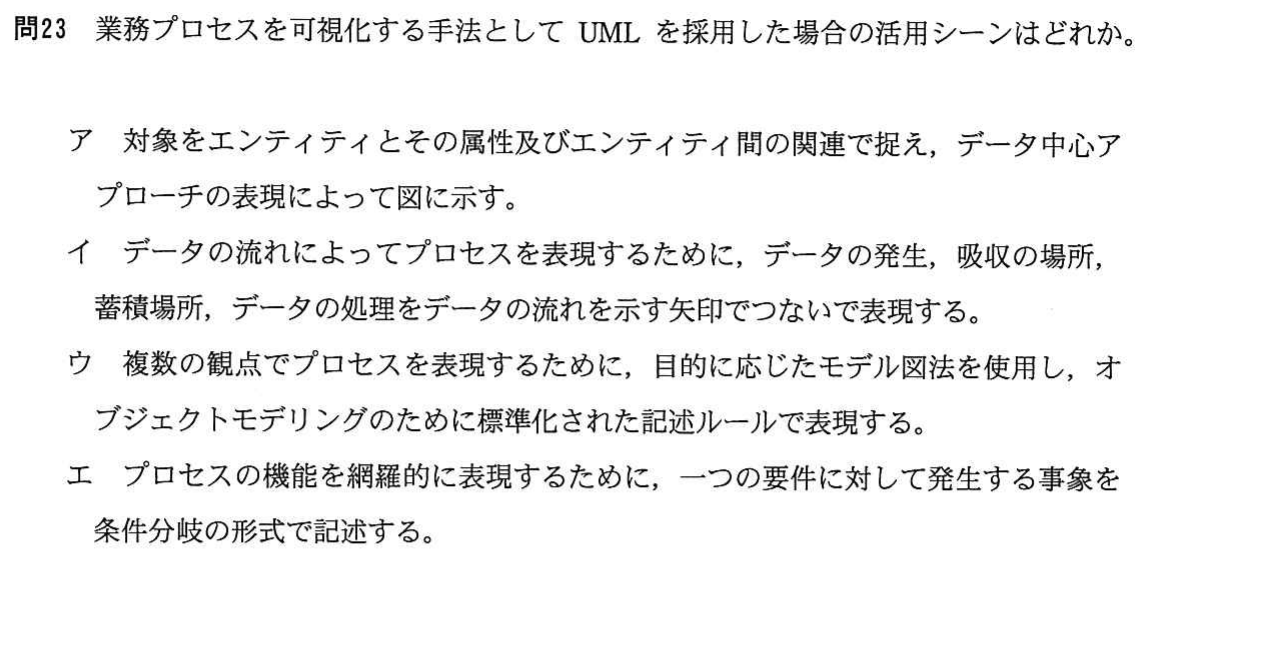 問23 業務プロセスを可視化する手法として UML を採用した場合の活用シーンはどれか。
ア 対象をエンティティとその属性及びエンティティ間の関連で捉え，データ中心ア
プローチの表現によって図に示す。
イ データの流れによってプロセスを表現するために，データの発生，吸収の場所，
蓄積場所，データの処理をデータの流れを示す矢印でつないで表現する。
ウ 複数の観点でプロセスを表現するために，目的に応じたモデル図法を使用し，オ
ブジェクトモデリングのために標準化された記述ルールで表現する。
エ プロセスの機能を網羅的に表現するために，一つの要件に対して発生する事象を
条件分岐の形式で記述する。